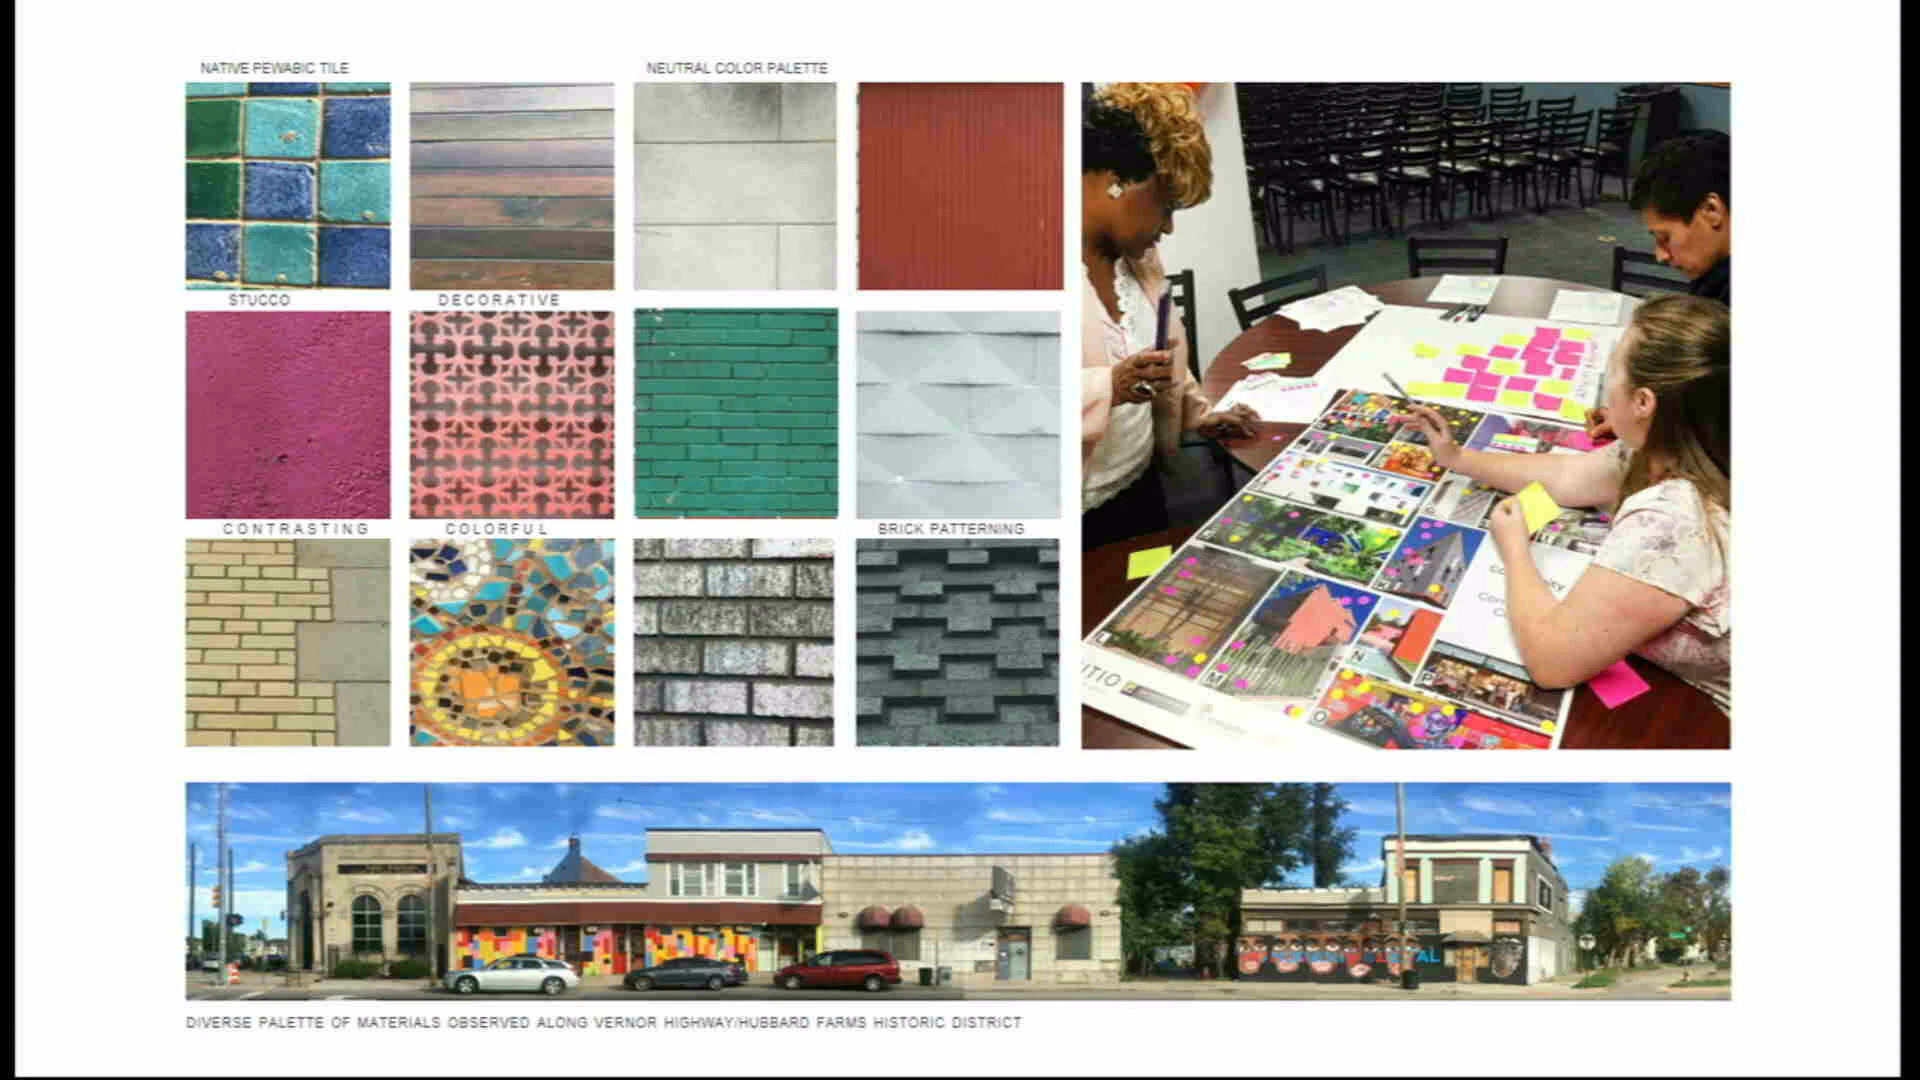 NATIVE PEWABIC TILE
NEUTRAL COLOR PALETTE
STUCCO
DECORATIVE
CONTRASTING
COLORFUL
BRICK PATTERNING
L
M
N
O
P
DIVERSE PALETTE OF MATERIALS OBSERVED ALONG VERNOR HIGHWAY/HUBBARD FARMS HISTORIC DISTRICT